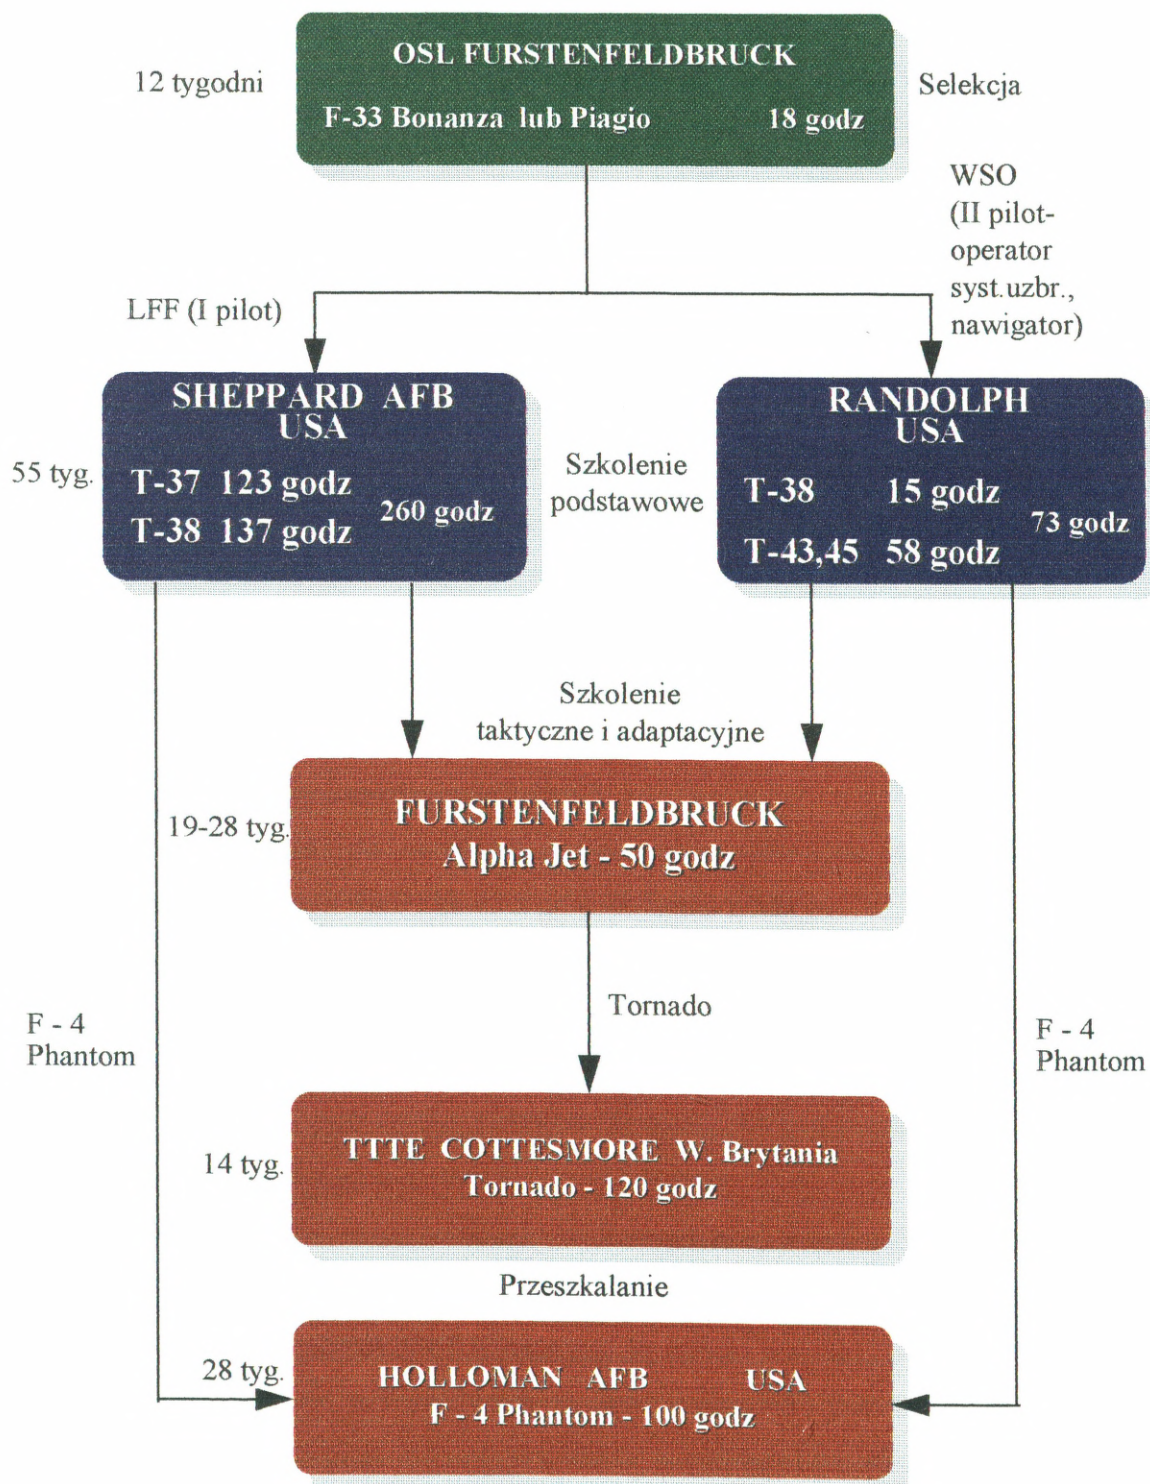 OSL FURSTENFELDBRUCK
12 tygodni
F-33 Bonanza lub Piagio 18 godz
Selekcja
WSO
(II pilot-
operator
syst.uzbr.,
nawigator)
LFF (I pilot)
SHEPPARD AFB
USA
55 tyg.
T-37 123 godz
T-38 137 godz
260 godz
Szkolenie
podstawowe
RANDOLPH
USA
T-38 15 godz
T-43,45 58 godz
73 godz
Szkolenie
taktyczne i adaptacyjne
19-28 tyg.
FURSTENFELDBRUCK
Alpha Jet - 50 godz
Tornado
F - 4
Phantom
F - 4
Phantom
14 tyg.
TTTE COTTESMORE W. Brytania
Tornado - 120 godz
Przeszkalanie
28 tyg.
HOLLOMAN AFB USA
F - 4 Phantom - 100 godz